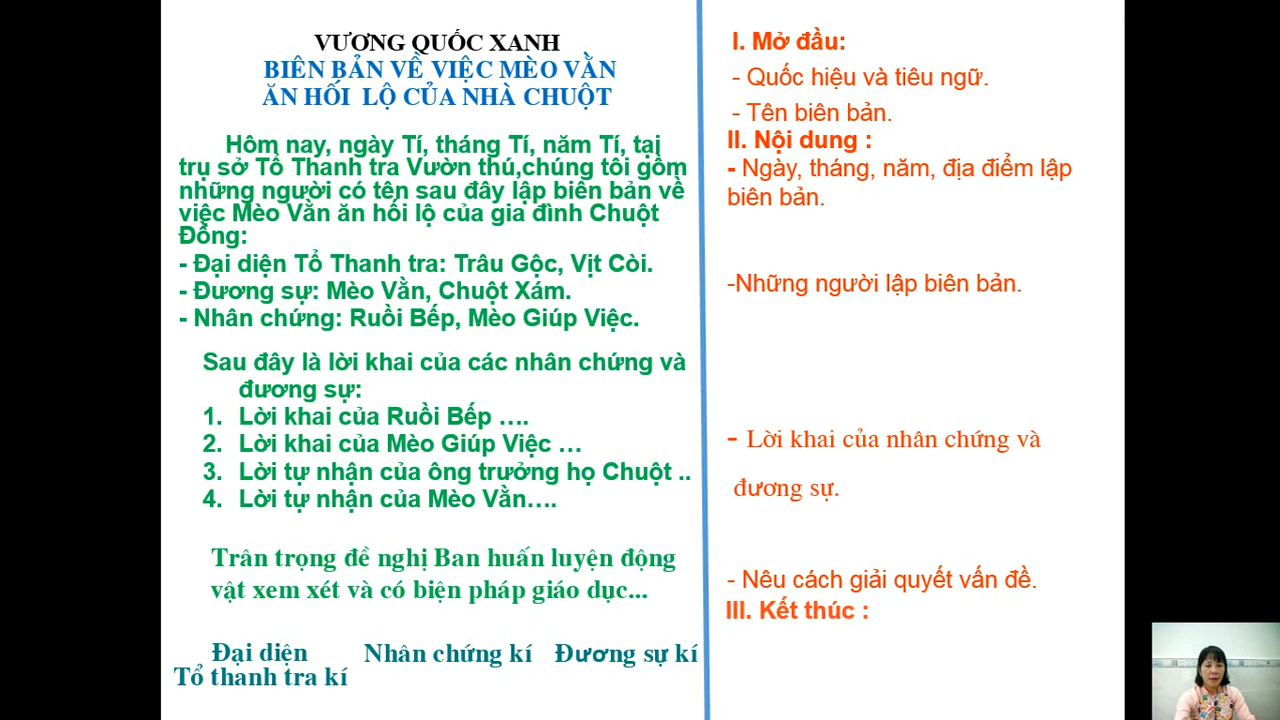 VƯƠNG QUỐC XANH
BIÊN BẢN VỀ VIỆC MÈO VẰN
ĂN HỐI LỘ CỦA NHÀ CHUỘT
Hôm nay, ngày Tí, tháng Tí, năm Tí, tại
trụ sở Tổ Thanh tra Vườn thú,chúng tôi gồm
những người có tên sau đây lập biên bản về
việc Mèo Vằn ăn hối lộ của gia đình Chuột
Đồng:
- Đại diện Tổ Thanh tra: Trâu Gộc, Vịt Còi.
- Đương sự: Mèo Vằn, Chuột Xám.
- Nhân chứng: Ruồi Bếp, Mèo Giúp Việc.
Sau đây là lời khai của các nhân chứng và
đương sự:
1. Lời khai của Ruồi Bếp ….
2. Lời khai của Mèo Giúp Việc …
3. Lời tự nhận của ông trưởng họ Chuột ..
4. Lời tự nhận của Mèo Vằn….
Trân trọng đề nghị Ban huấn luyện động
vật xem xét và có biện pháp giáo dục...
Đại diện
Tổ thanh tra kí
Nhân chứng kí
Đương sự kí
I. Mở đầu:
- Quốc hiệu và tiêu ngữ.
- Tên biên bản.
II. Nội dung :
- Ngày, tháng, năm, địa điểm lập
biên bản.
-Những người lập biên bản.
- Lời khai của nhân chứng và
đương sự.
- Nêu cách giải quyết vấn đề.
III. Kết thúc :